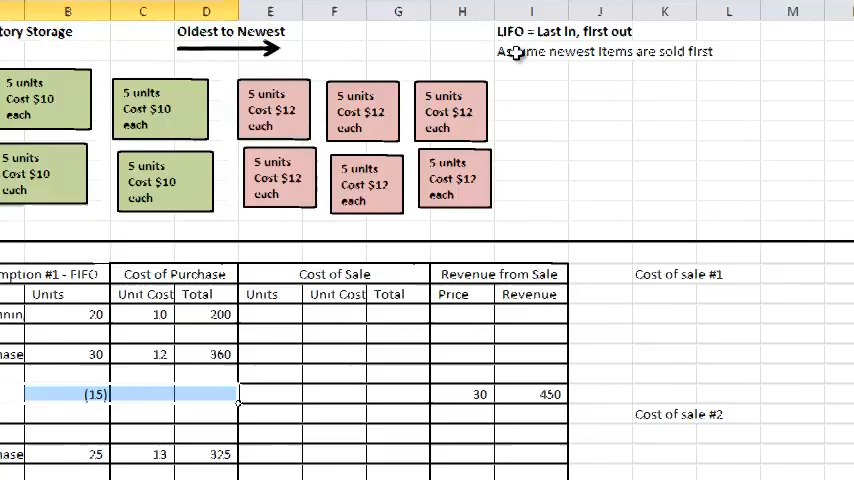 B C D E F G H I J K L M
tory Storage Oldest to Newest LIFO = Last in, first out
Assume newest items are sold first
5 units
Cost $10
each
5 units
Cost $10
each
5 units
Cost $12
each
5 units
Cost $12
each
5 units
Cost $12
each
5 units
Cost $10
each
5 units
Cost $10
each
5 units
Cost $12
each
5 units
Cost $12
each
5 units
Cost $12
each
mption #1 - FIFO Cost of Purchase Cost of Sale Revenue from Sale Cost of sale #1
Units Unit Cost Total Units Unit Cost Total Price Revenue
nnin 20 10 200
hase 30 12 360
(15) 30 450
Cost of sale #2
hase 25 13 325